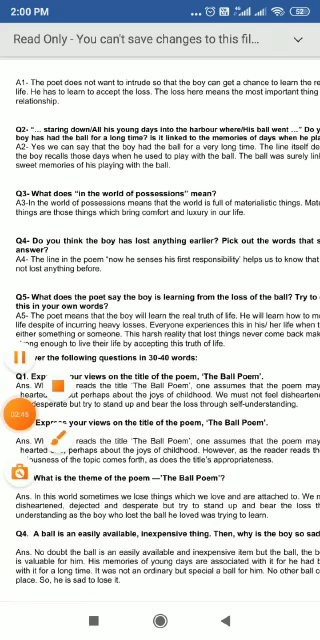 2:00 PM
52
Read Only - You can't save changes to this fil...
A1- The poet does not want to intrude so that the boy can get a chance to learn the re
life. He has to learn to accept the loss. The loss here means the most important thing
relationship.
Q2- "... staring down/All his young days into the harbour where/His ball went ..." Do y
boy has had the ball for a long time? Is it linked to the memories of days when he pla
A2- Yes we can say that the boy had the ball for a very long time. The line itself de
the boy recalls those days when he used to play with the ball. The ball was surely lin
sweet memories of his playing with the ball.
Q3- What does "in the world of possessions" mean?
A3-In the world of possessions means that the world is full of materialistic things. Mate
things are those things which bring comfort and luxury in our life.
Q4- Do you think the boy has lost anything earlier? Pick out the words that s
answer?
A4- The line in the poem 'now he senses his first responsibility' helps us to know that
not lost anything before.
Q5- What does the poet say the boy is learning from the loss of the ball? Try to
this in your own words?
A5- The poet means that the boy will learn the real truth of life. He will learn how to m
life despite of incurring heavy losses. Everyone experiences this in his/ her life when t
either something or someone. This harsh reality that lost things never come back mak
ong enough to live their life by accepting this truth of life.
wer the following questions in 30-40 words:
Q1. Expre your views on the title of the poem, 'The Ball Poem'.
Ans. W reads the title 'The Ball Poem', one assumes that the poem may
hearted ut perhaps about the joys of childhood. We must not feel dishearten
desperate but try to stand up and bear the loss through self-understanding.
02:45
Express your views on the title of the poem, 'The Ball Poem'.
Ans. W reads the title 'The Ball Poem', one assumes that the poem may
hearted perhaps about the joys of childhood. However, as the reader reads th
ousness of the topic comes forth, as does the title's appropriateness.
What is the theme of the poem —'The Ball Poem'?
Ans. In this world sometimes we lose things which we love and are attached to. We m
disheartened, dejected and desperate but try to stand up and bear the loss th
understanding as the boy who lost the ball he loved was trying to learn.
Q4. A ball is an easily available, inexpensive thing. Then, why is the boy so sad
Ans. No doubt the ball is an easily available and inexpensive item but the ball, the b
is valuable for him. His memories of young days are associated with it for he had b
with it for a long time. It was not an ordinary but special a ball for him. No other ball c
place. So, he is sad to lose it.